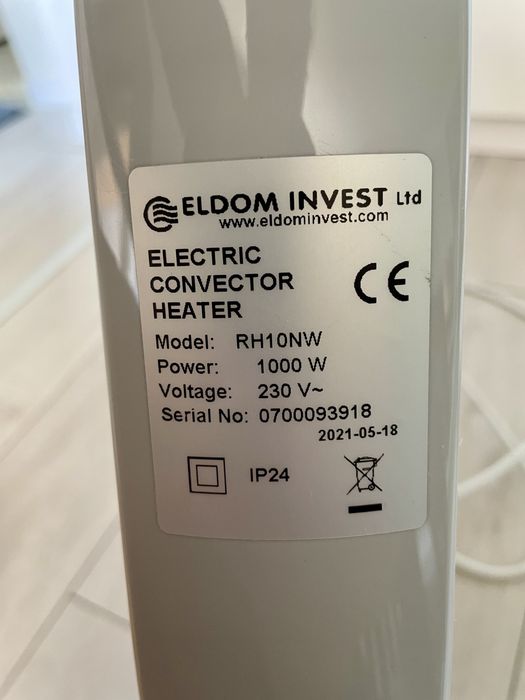 ELDOM INVEST Ltd
www.eldominvest.com
ELECTRIC
CONVECTOR
HEATER
CE
Model: RH10NW
Power: 1000 W
Voltage: 230 V~
Serial No: 0700093918
2021-05-18
IP24